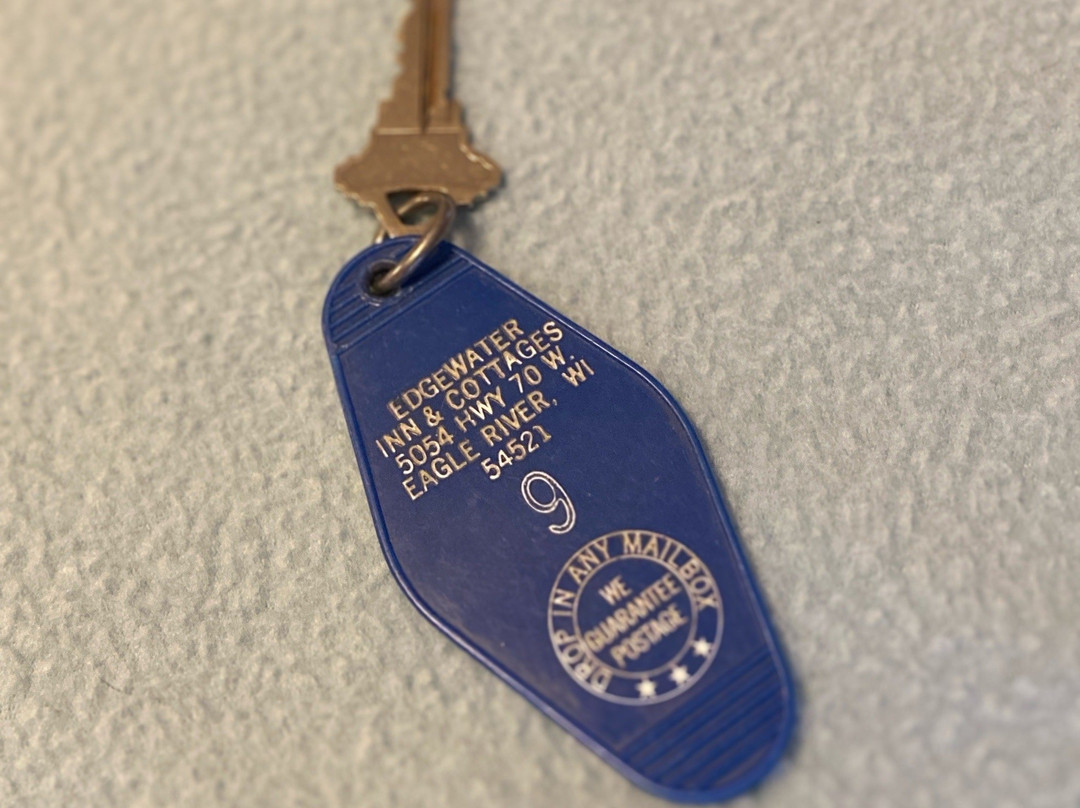 EDGEWATER
INN & COTTAGES
5054 HWY 70 W.
EAGLE RIVER, WI
54521
9
DROP IN ANY MAILBOX
WE
GUARANTEE
POSTAGE